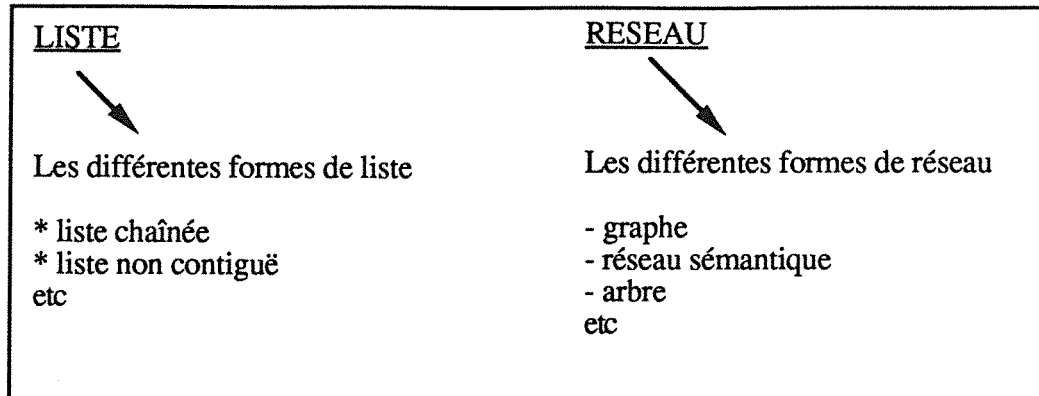 LISTE
Les différentes formes de liste
* liste chaînée
* liste non contiguë
etc
RESEAU
Les différentes formes de réseau
- graphe
- réseau sémantique
- arbre
etc